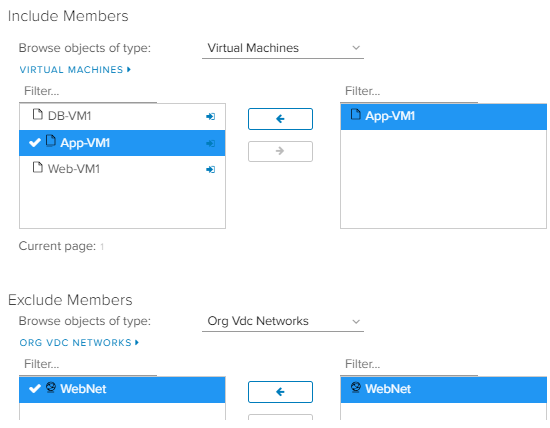 Include Members
Browse objects of type: Virtual Machines
VIRTUAL MACHINES
Filter... Filter...
DB-VM1 App-VM1
App-VM1
Web-VM1
Current page: 1
Exclude Members
Browse objects of type: Org Vdc Networks
ORG VDC NETWORKS
Filter... Filter...
WebNet WebNet